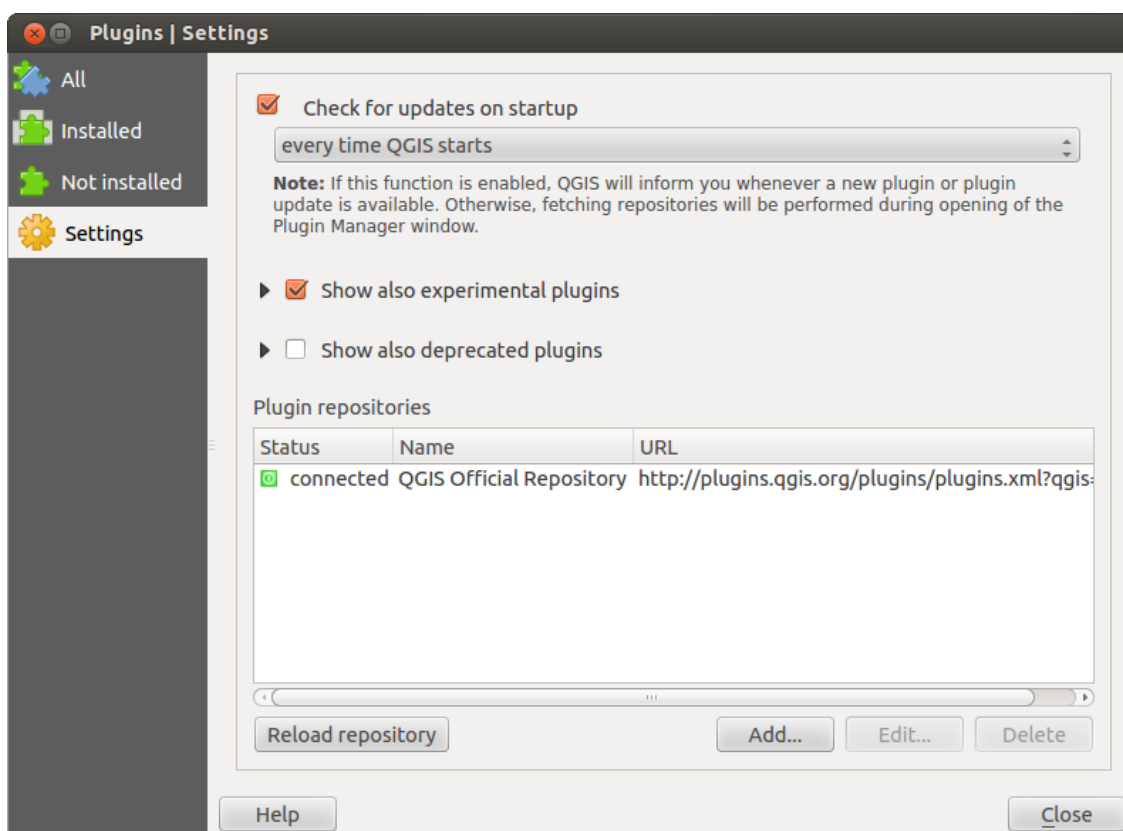 Plugins | Settings
All
Installed
Not installed
Settings
Check for updates on startup
every time QGIS starts
Note: If this function is enabled, QGIS will inform you whenever a new plugin or plugin
update is available. Otherwise, fetching repositories will be performed during opening of the
Plugin Manager window.
Show also experimental plugins
Show also deprecated plugins
Plugin repositories
Status Name URL
connected QGIS Official Repository http://plugins.qgis.org/plugins/plugins.xml?qgis=
Reload repository Add... Edit... Delete
Help Close